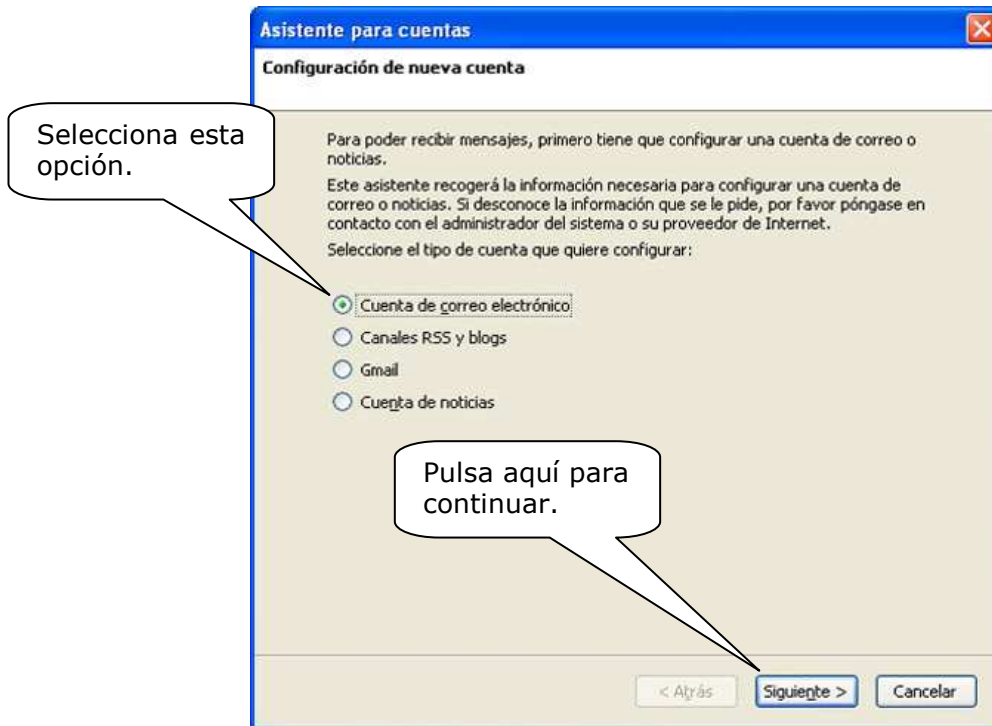 Asistente para cuentas
Configuración de nueva cuenta
Selecciona esta
opción.
Para poder recibir mensajes, primero tiene que configurar una cuenta de correo o
noticias.
Este asistente recogerá la información necesaria para configurar una cuenta de
correo o noticias. Si desconoce la información que se le pide, por favor póngase en
contacto con el administrador del sistema o su proveedor de Internet.
Seleccione el tipo de cuenta que quiere configurar:
Cuenta de correo electrónico
Canales RSS y blogs
Gmail
Cuenta de noticias
Pulsa aquí para
continuar.
< Atrás Siguiente > Cancelar